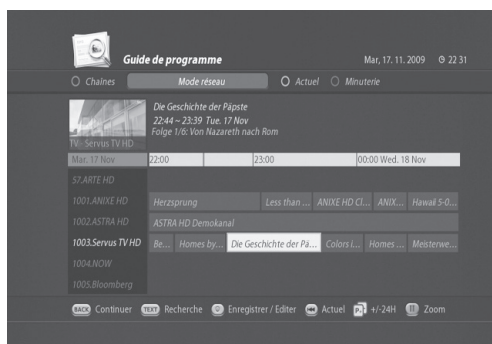 Guide de programme Mar, 17. 11. 2009 22 31
Chaînes Mode réseau Actuel Minuterie
Die Geschichte der Päpste
22:44 ~ 23:39 Tue. 17 Nov
Folge 1/6: Von Nazareth nach Rom
TV - Servus TV HD
Mar. 17 Nov 22:00 23:00 00:00 Wed. 18 Nov
57.ARTE HD
1001.ANIXE HD Herzsprung Less than ... ANIXE HD Cl... ANIX... Hawaii 5-0...
1002.ASTRA HD ASTRA HD Demokanal
1003.Servus TV HD Be... Homes by... Die Geschichte der Pä... Colors i... Homes ... Meisterwe...
1004.NOW
1005.Bloomberg
BACK Continuer TEXT Recherche Enregistrer / Editer Actuel P. +/-24H Zoom